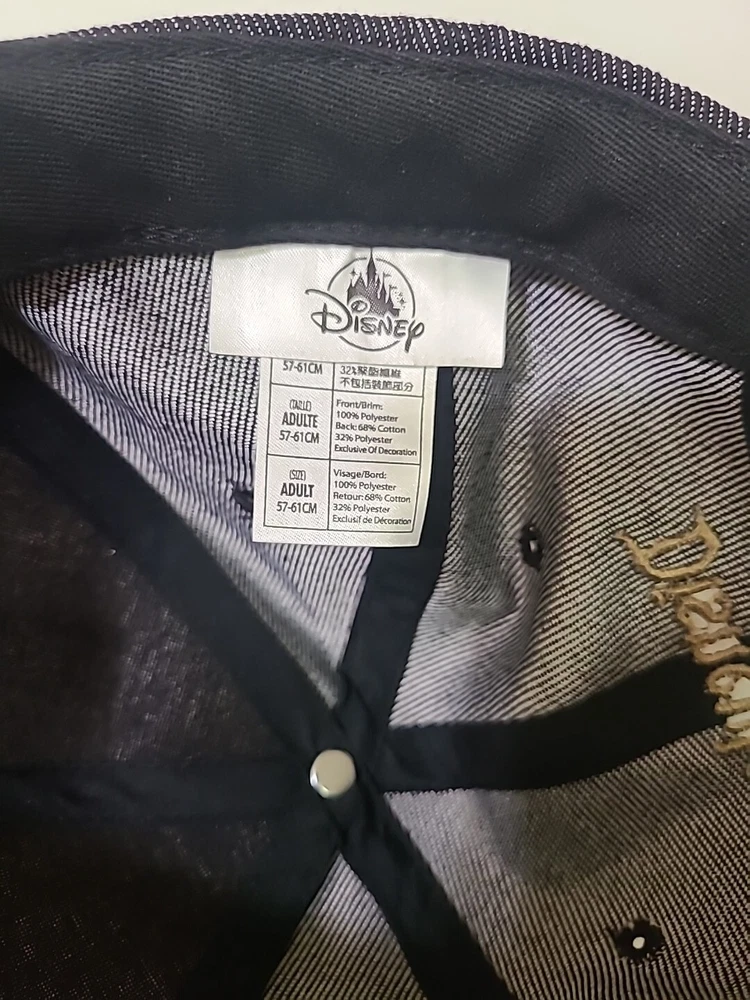 Disney
57-61CM
32%聚酯纖維
不包括裝飾部分
(TAILLE)
ADULTE
57-61CM
Front/Brim:
100% Polyester
Back: 68% Cotton
32% Polyester
Exclusive Of Decoration
(SIZE)
ADULT
57-61CM
Visage/Bord:
100% Polyester
Retour: 68% Cotton
32% Polyester
Exclusif de Décoration